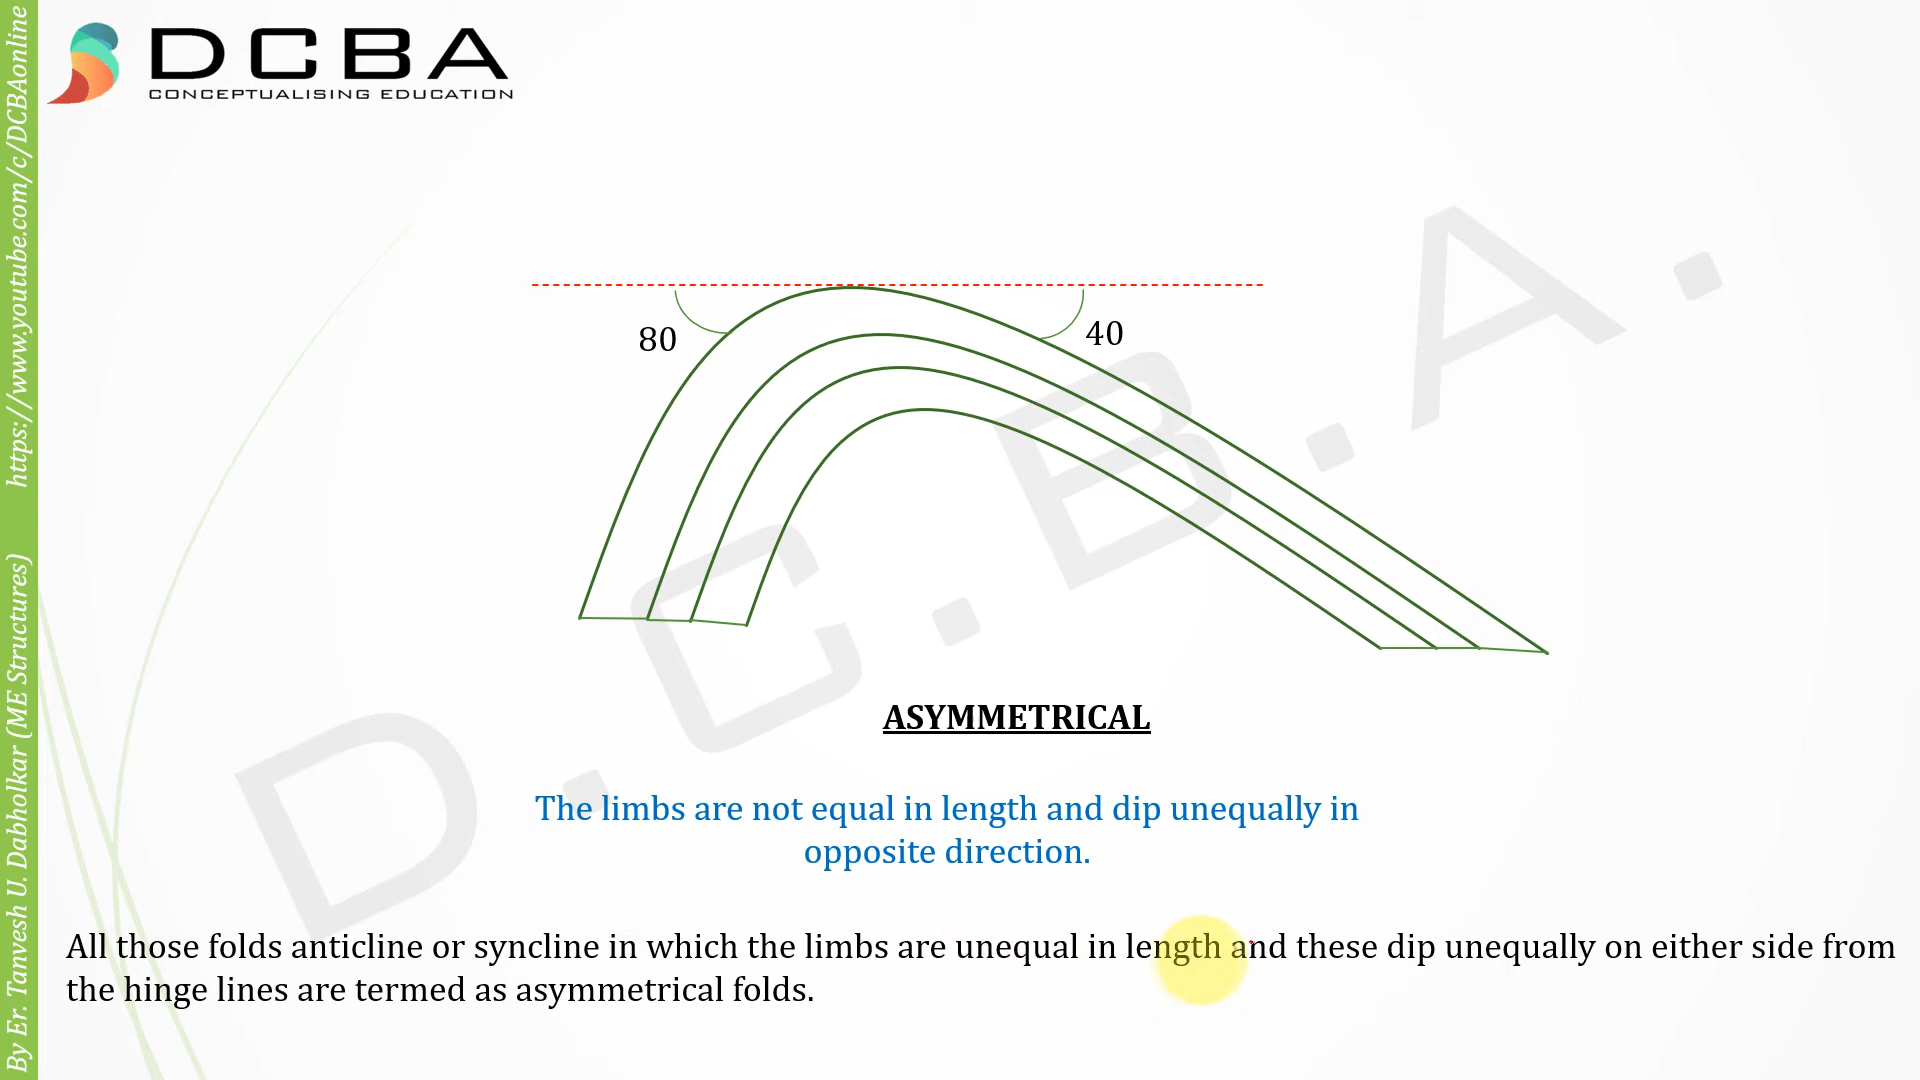 DCBA
CONCEPTUALISING EDUCATION
80
40
ASYMMETRICAL
The limbs are not equal in length and dip unequally in
opposite direction.
All those folds anticline or syncline in which the limbs are unequal in length and these dip unequally on either side from
the hinge lines are termed as asymmetrical folds.
By Er. Tanvesh U. Dabholkar (ME Structures) https://www.youtube.com/c/DCBAonline
D.C.B.A.